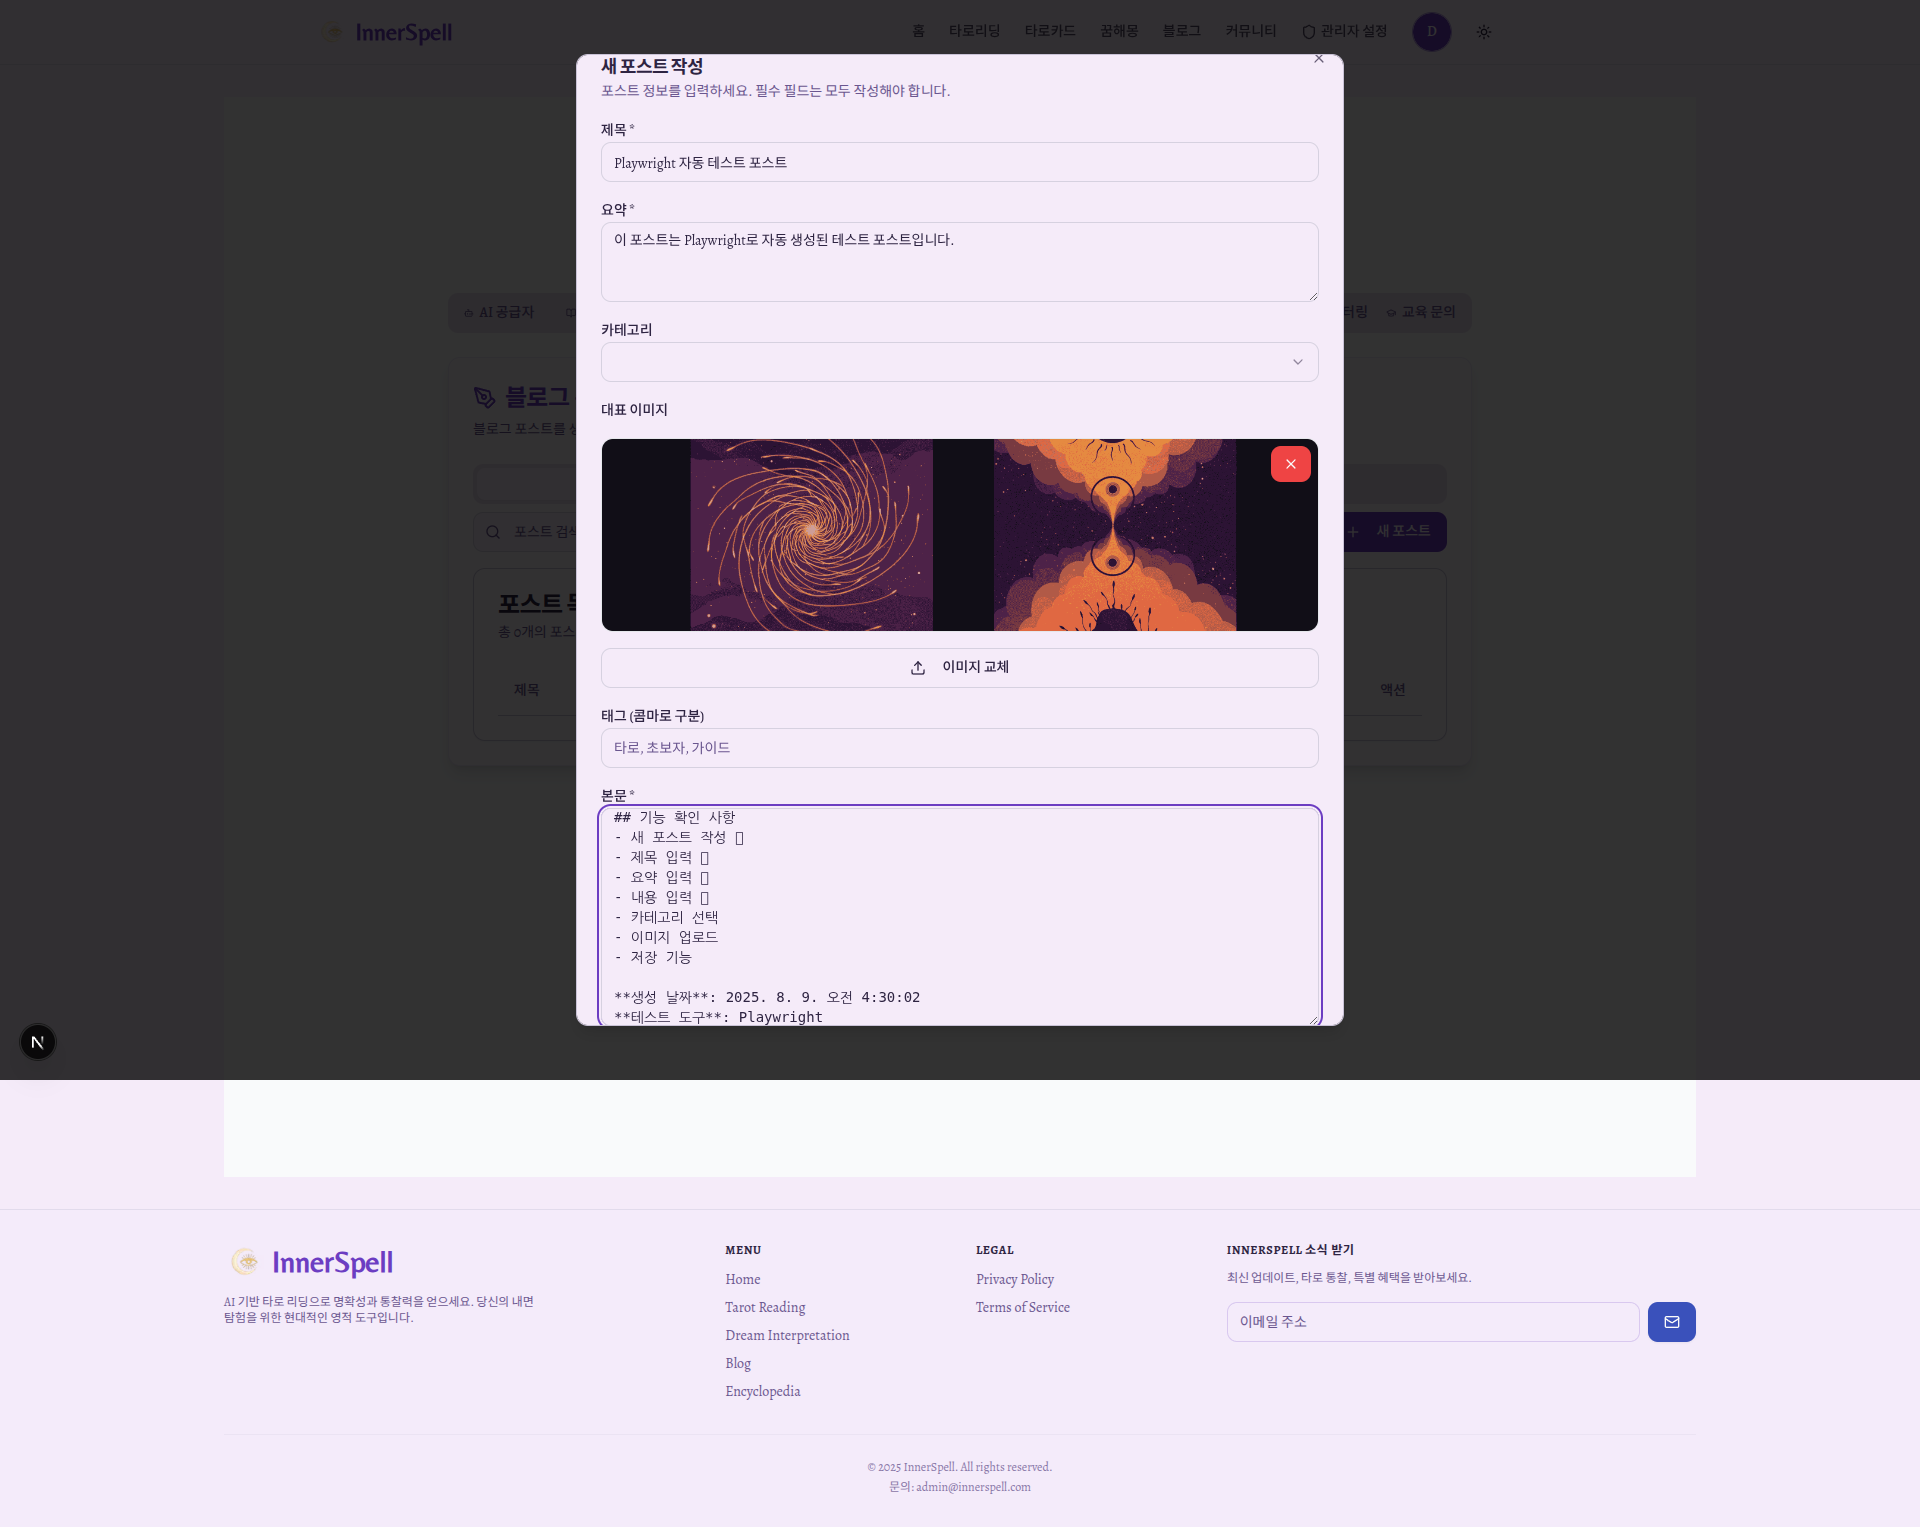 InnerSpell
홈 타로리딩 타로카드 꿈해몽 블로그 커뮤니티 관리자 설정 D
새 포스트 작성
포스트 정보를 입력하세요. 필수 필드는 모두 작성해야 합니다.
제목 *
Playwright 자동 테스트 포스트
요약 *
이 포스트는 Playwright로 자동 생성된 테스트 포스트입니다.
AI 공급자
터링 교육 문의
카테고리
블로그
블로그 포스트를
대표 이미지
포스트 검색
새 포스트
포스트
총 0개의 포스
제목
액션
이미지 교체
태그 (콤마로 구분)
타로, 초보자, 가이드
본문 *
## 기능 확인 사항
- 새 포스트 작성
- 제목 입력
- 요약 입력
- 내용 입력
- 카테고리 선택
- 이미지 업로드
- 저장 기능
**생성 날짜**: 2025. 8. 9. 오전 4:30:02
**테스트 도구**: Playwright
N
InnerSpell
AI 기반 타로 리딩으로 명확성과 통찰력을 얻으세요. 당신의 내면
탐험을 위한 현대적인 영적 도구입니다.
MENU
Home
Tarot Reading
Dream Interpretation
Blog
Encyclopedia
LEGAL
Privacy Policy
Terms of Service
INNERSPELL 소식 받기
최신 업데이트, 타로 통찰, 특별 혜택을 받아보세요.
이메일 주소
© 2025 InnerSpell. All rights reserved.
문의: admin@innerspell.com